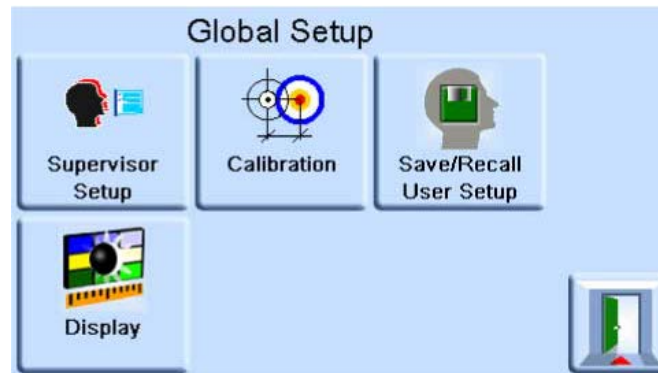 Global Setup
Supervisor
Setup
Calibration
Save/Recall
User Setup
Display